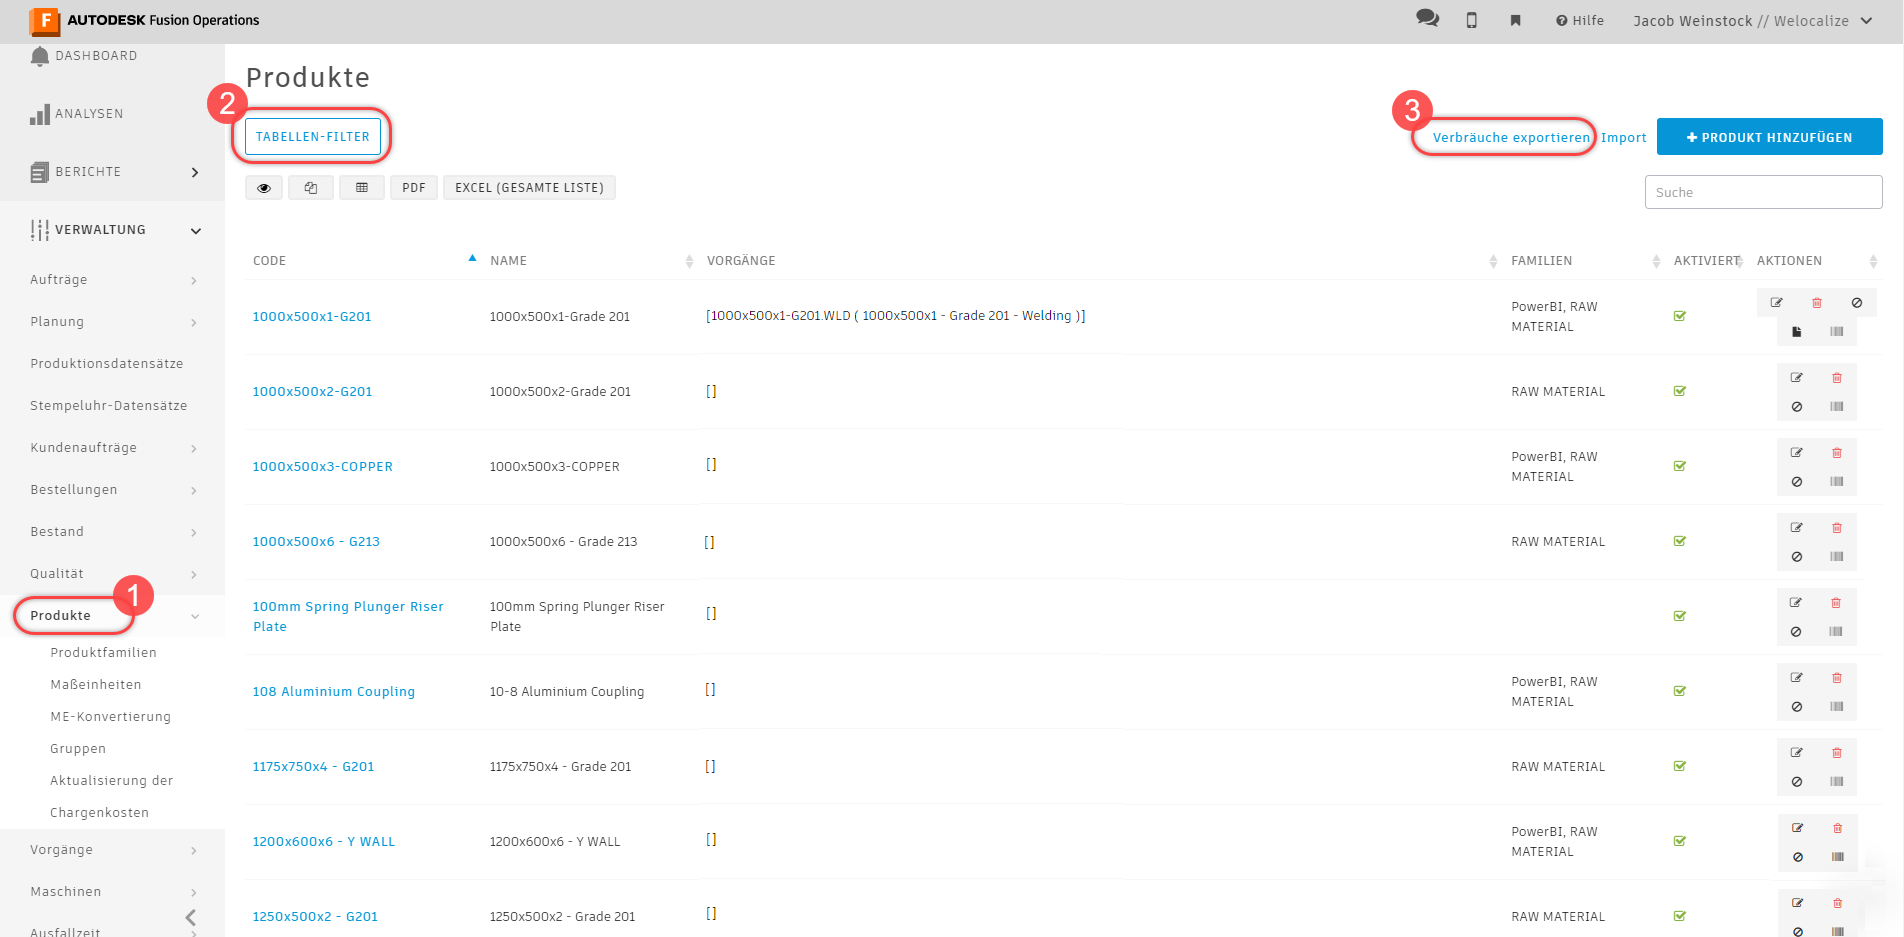 F AUTODESK Fusion Operations
Hilfe
Jacob Weinstock // Welocalize
DASHBOARD
ANALYSEN
BERICHTE
VERWALTUNG
Aufträge
Planung
Produktionsdatensätze
Stempeluhr-Datensätze
Kundenaufträge
Bestellungen
Bestand
Qualität
1
Produkte
Produktfamilien
Maßeinheiten
ME-Konvertierung
Gruppen
Aktualisierung der
Chargenkosten
Vorgänge
Maschinen
Ausfallzeit
Produkte
2
TABELLEN-FILTER
3
Verbräuche exportieren Import + PRODUKT HINZUFÜGEN
PDF EXCEL (GESAMTE LISTE)
Suche
CODE NAME VORGÄNGE FAMILIEN AKTIVIERT AKTIONEN
1000x500x1-G201 1000x500x1-Grade 201 [1000x500x1-G201.WLD ( 1000x500x1 - Grade 201 - Welding )] PowerBI, RAW
MATERIAL
1000x500x2-G201 1000x500x2-Grade 201 [] RAW MATERIAL
1000x500x3-COPPER 1000x500x3-COPPER [] PowerBI, RAW
MATERIAL
1000x500x6 - G213 1000x500x6 - Grade 213 [] RAW MATERIAL
100mm Spring Plunger Riser 100mm Spring Plunger Riser []
Plate Plate
108 Aluminium Coupling 10-8 Aluminium Coupling [] PowerBI, RAW
MATERIAL
1175x750x4 - G201 1175x750x4 - Grade 201 [] RAW MATERIAL
1200x600x6 - Y WALL 1200x600x6 - Y WALL [] PowerBI, RAW
MATERIAL
1250x500x2 - G201 1250x500x2 - Grade 201 [] RAW MATERIAL